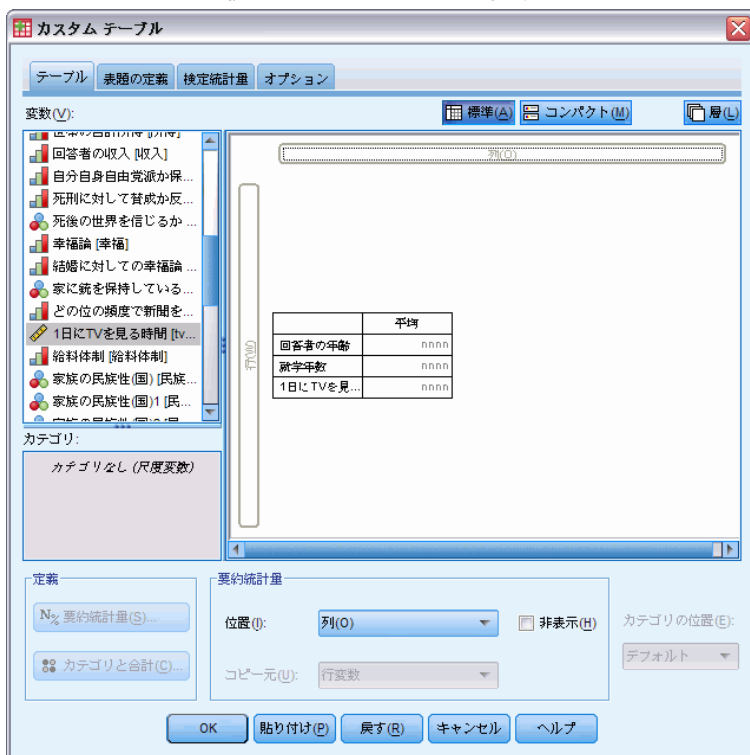 カスタム テーブル
テーブル 表題の定義 検定統計量 オプション
変数(V):
標準(A) コンパクト(M) 層(L)
回答者の収入 [収入]
自分自身自由党派か保...
死刑に対して賛成か反...
死後の世界を信じるか ...
幸福論 [幸福]
結婚に対しての幸福論 ...
家に銃を保持している...
どの位の頻度で新聞を...
1日にTVを見る時間 [tv...
給料体制 [給料体制]
家族の民族性(国) [民族...
家族の民族性(国)1 [民...
列(O)
行(W)
平均
回答者の年齢 nnnn
就学年数 nnnn
1日にTVを見... nnnn
カテゴリ:
カテゴリなし (尺度変数)
定義
N% 要約統計量(S)...
カテゴリと合計(C)...
要約統計量
位置(I): 列(O) 非表示(H)
コピー元(U): 行変数
カテゴリの位置(E):
デフォルト
OK 貼り付け(P) 戻す(R) キャンセル ヘルプ